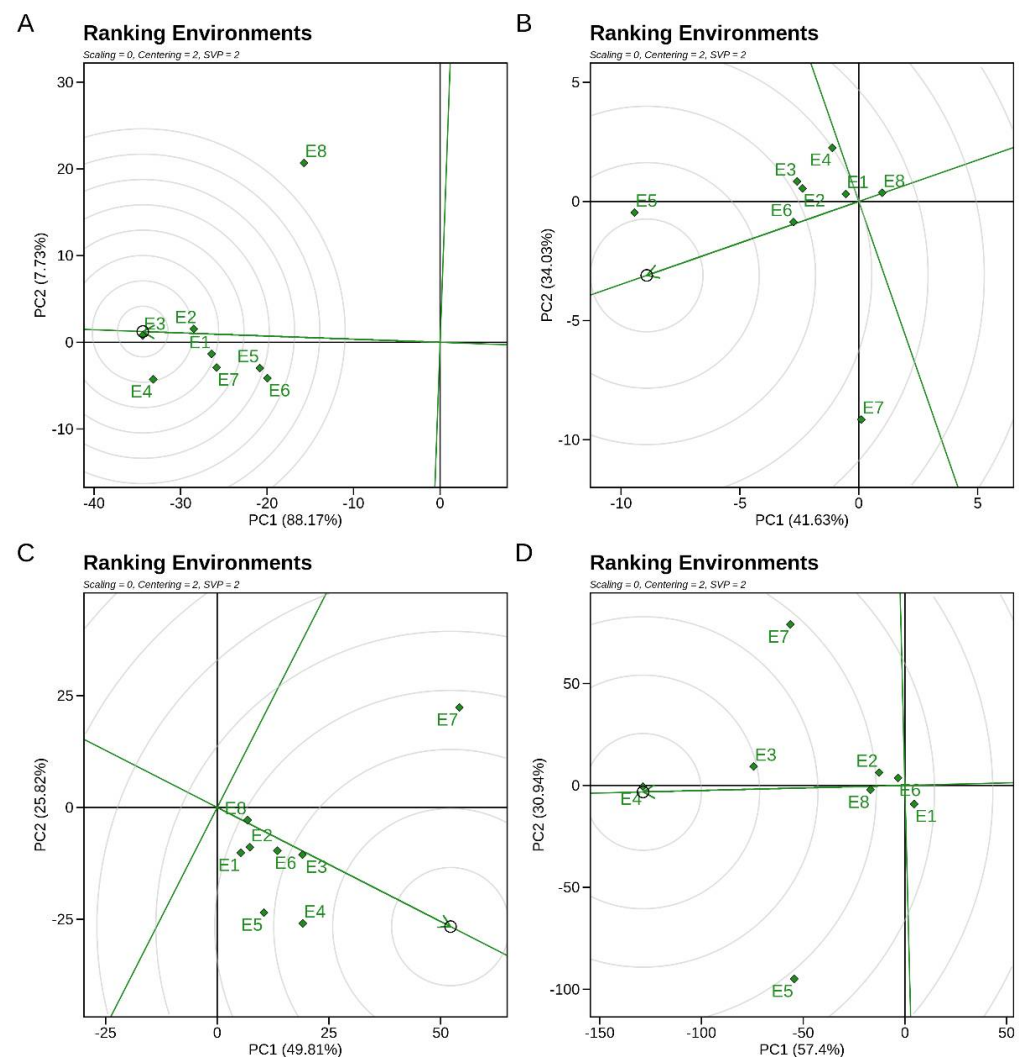 A
Ranking Environments
Scaling = 0, Centering = 2, SVP = 2
30
20
10
0
-10
PC2 (7.73%)
E8
E3
E2
E1
E5
E7
E6
E4
-40
-30
-20
-10
0
PC1 (88.17%)
B
Ranking Environments
Scaling = 0, Centering = 2, SVP = 2
5
0
-5
-10
PC2 (34.03%)
E4
E3
E1
E8
E5
E2
E6
E7
-10
-5
0
5
PC1 (41.63%)
C
Ranking Environments
Scaling = 0, Centering = 2, SVP = 2
25
0
-25
PC2 (25.82%)
E7
E8
E2
E1
E6
E3
E4
E5
-25
0
25
50
PC1 (49.81%)
D
Ranking Environments
Scaling = 0, Centering = 2, SVP = 2
50
0
-50
-100
PC2 (30.94%)
E7
E3
E2
E4
E8
E6
E1
E5
-150
-100
-50
0
50
PC1 (57.4%)